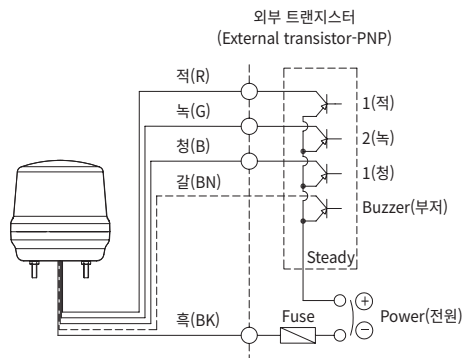 외부 트랜지스터
(External transistor-PNP)
적(R)
1(적)
녹(G)
2(녹)
청(B)
1(청)
갈(BN)
Buzzer(부저)
Steady
흑(BK)
Fuse
+
Power(전원)
−